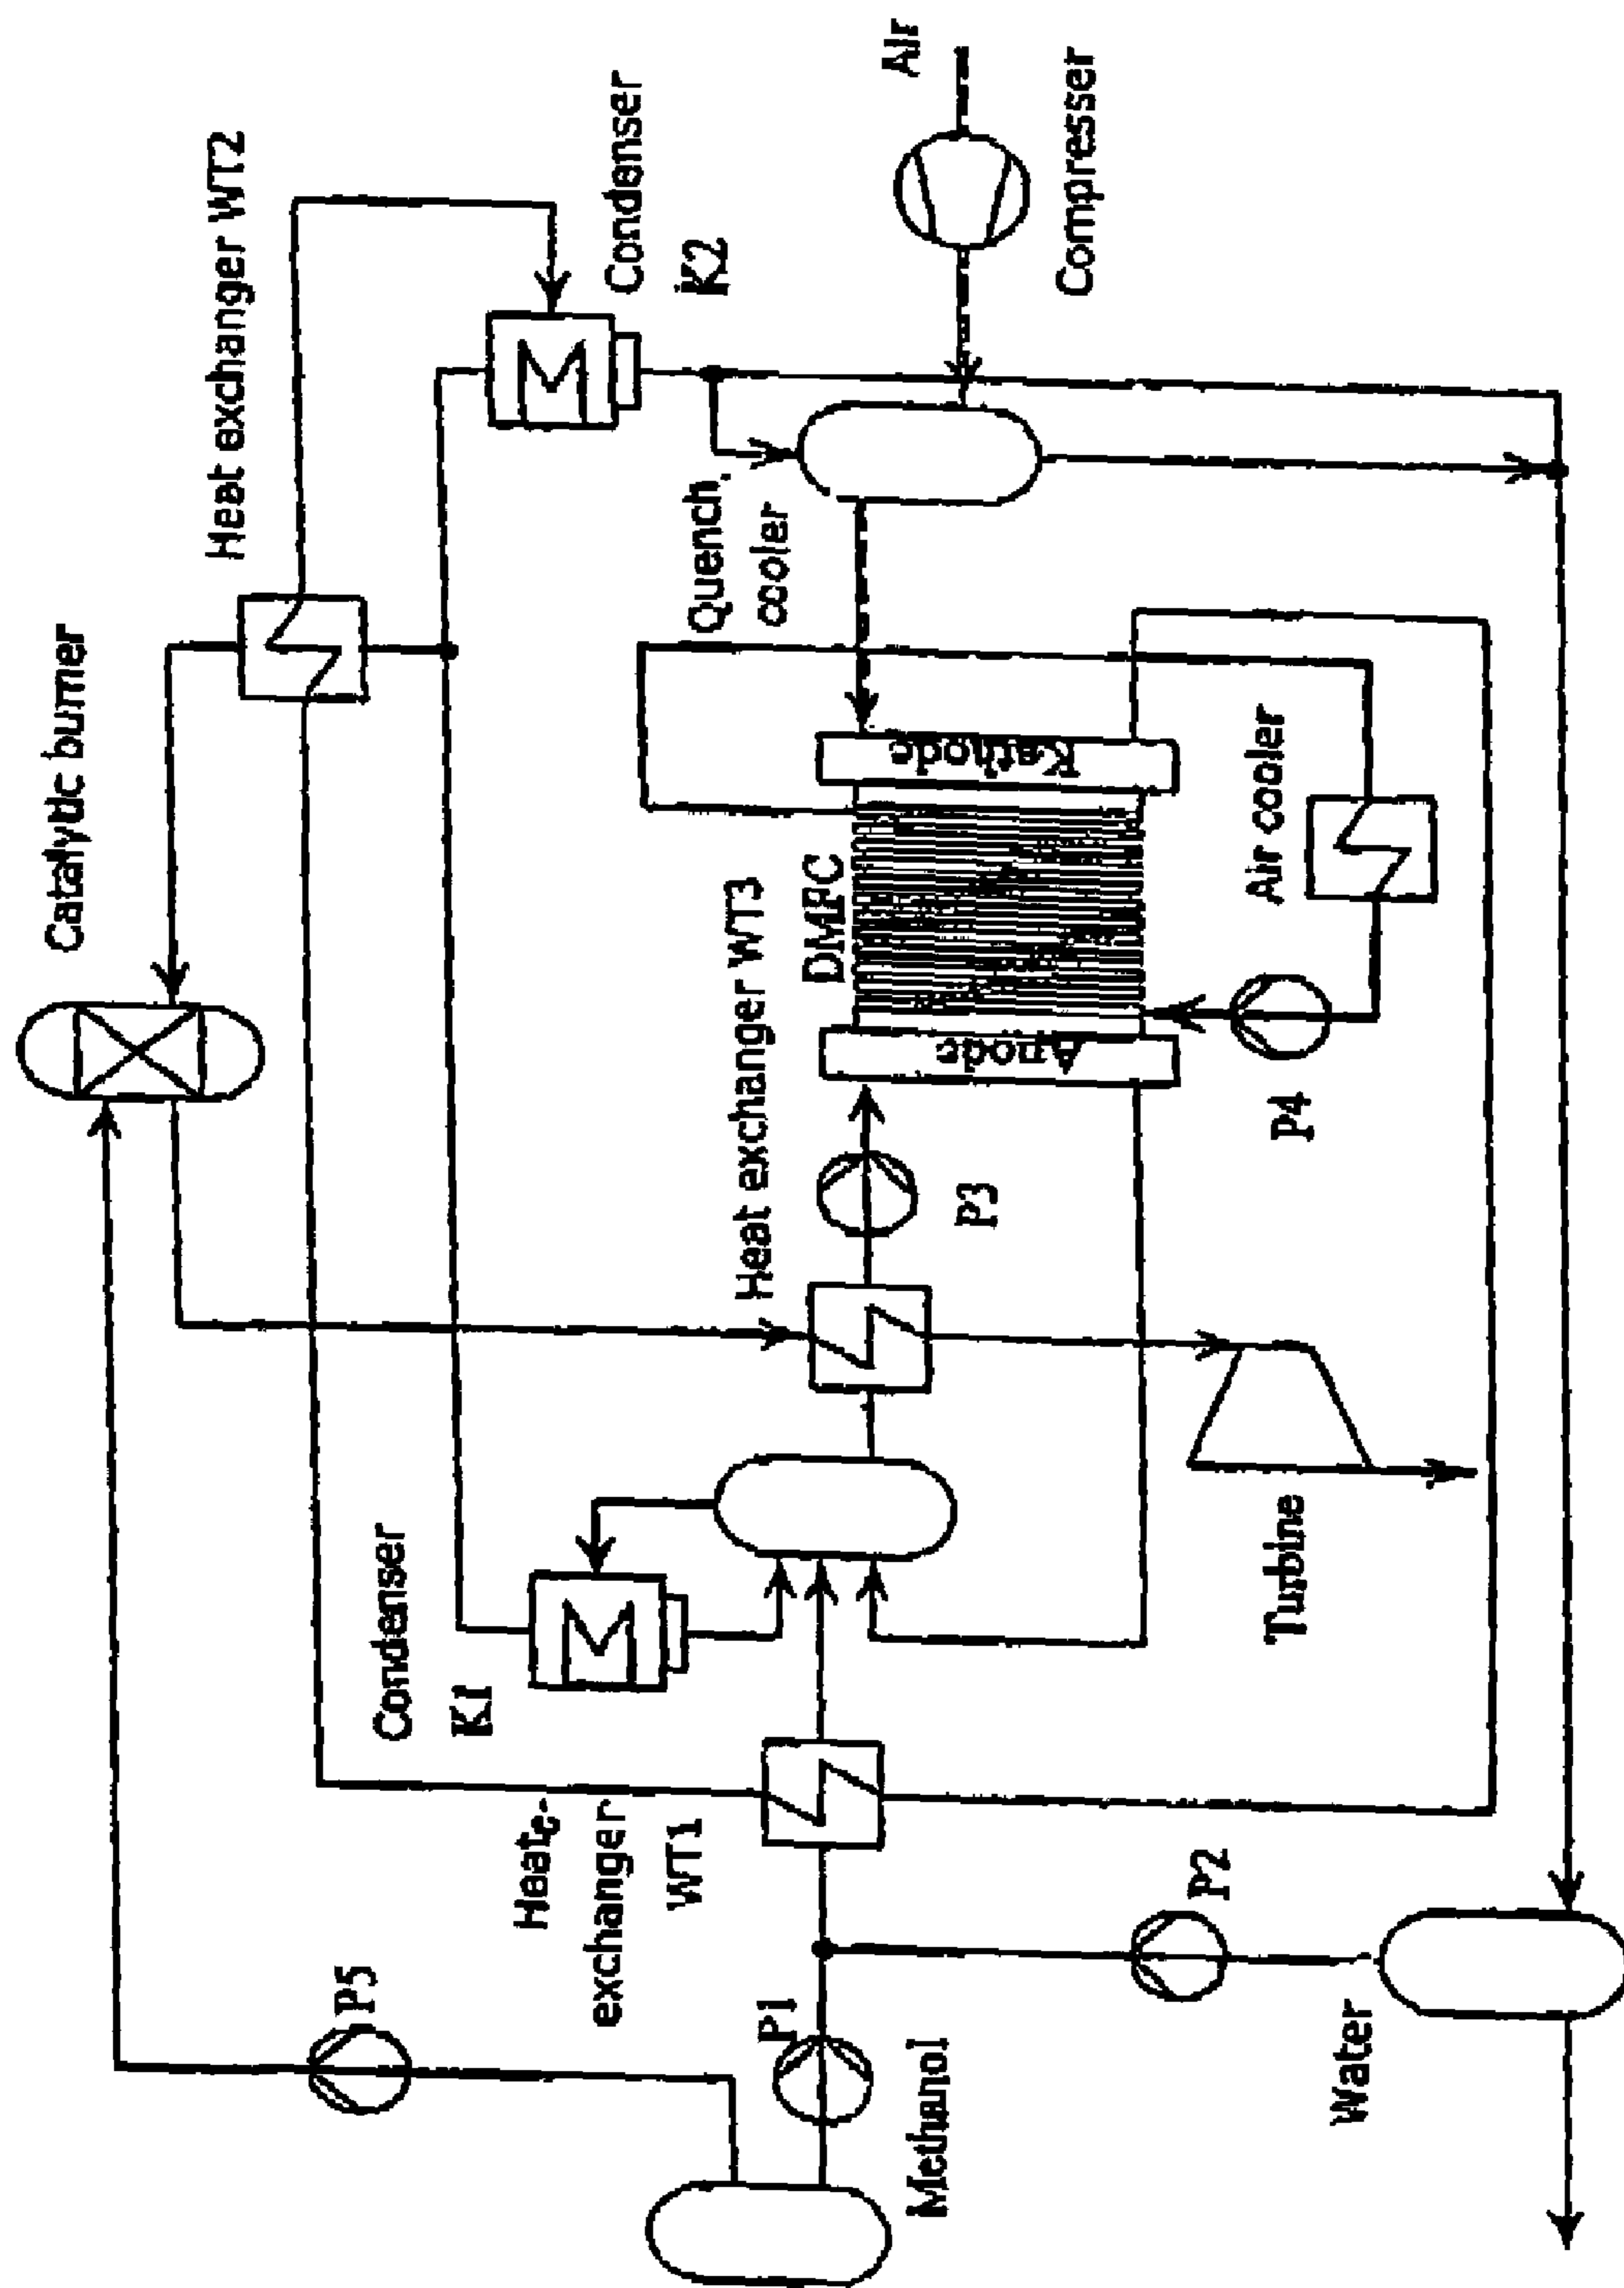 Catalytic burner
Heat exchanger WT2
P5
Condenser
K1
Heat-
exchanger
WT1
Condenser
K2
Quench.
cooler
Heat exchanger WT3
P1
DMFC
Air
Methanol
Anode
Kathode
P3
Compresser
P2
Air cooler
Turbine
P4
Water